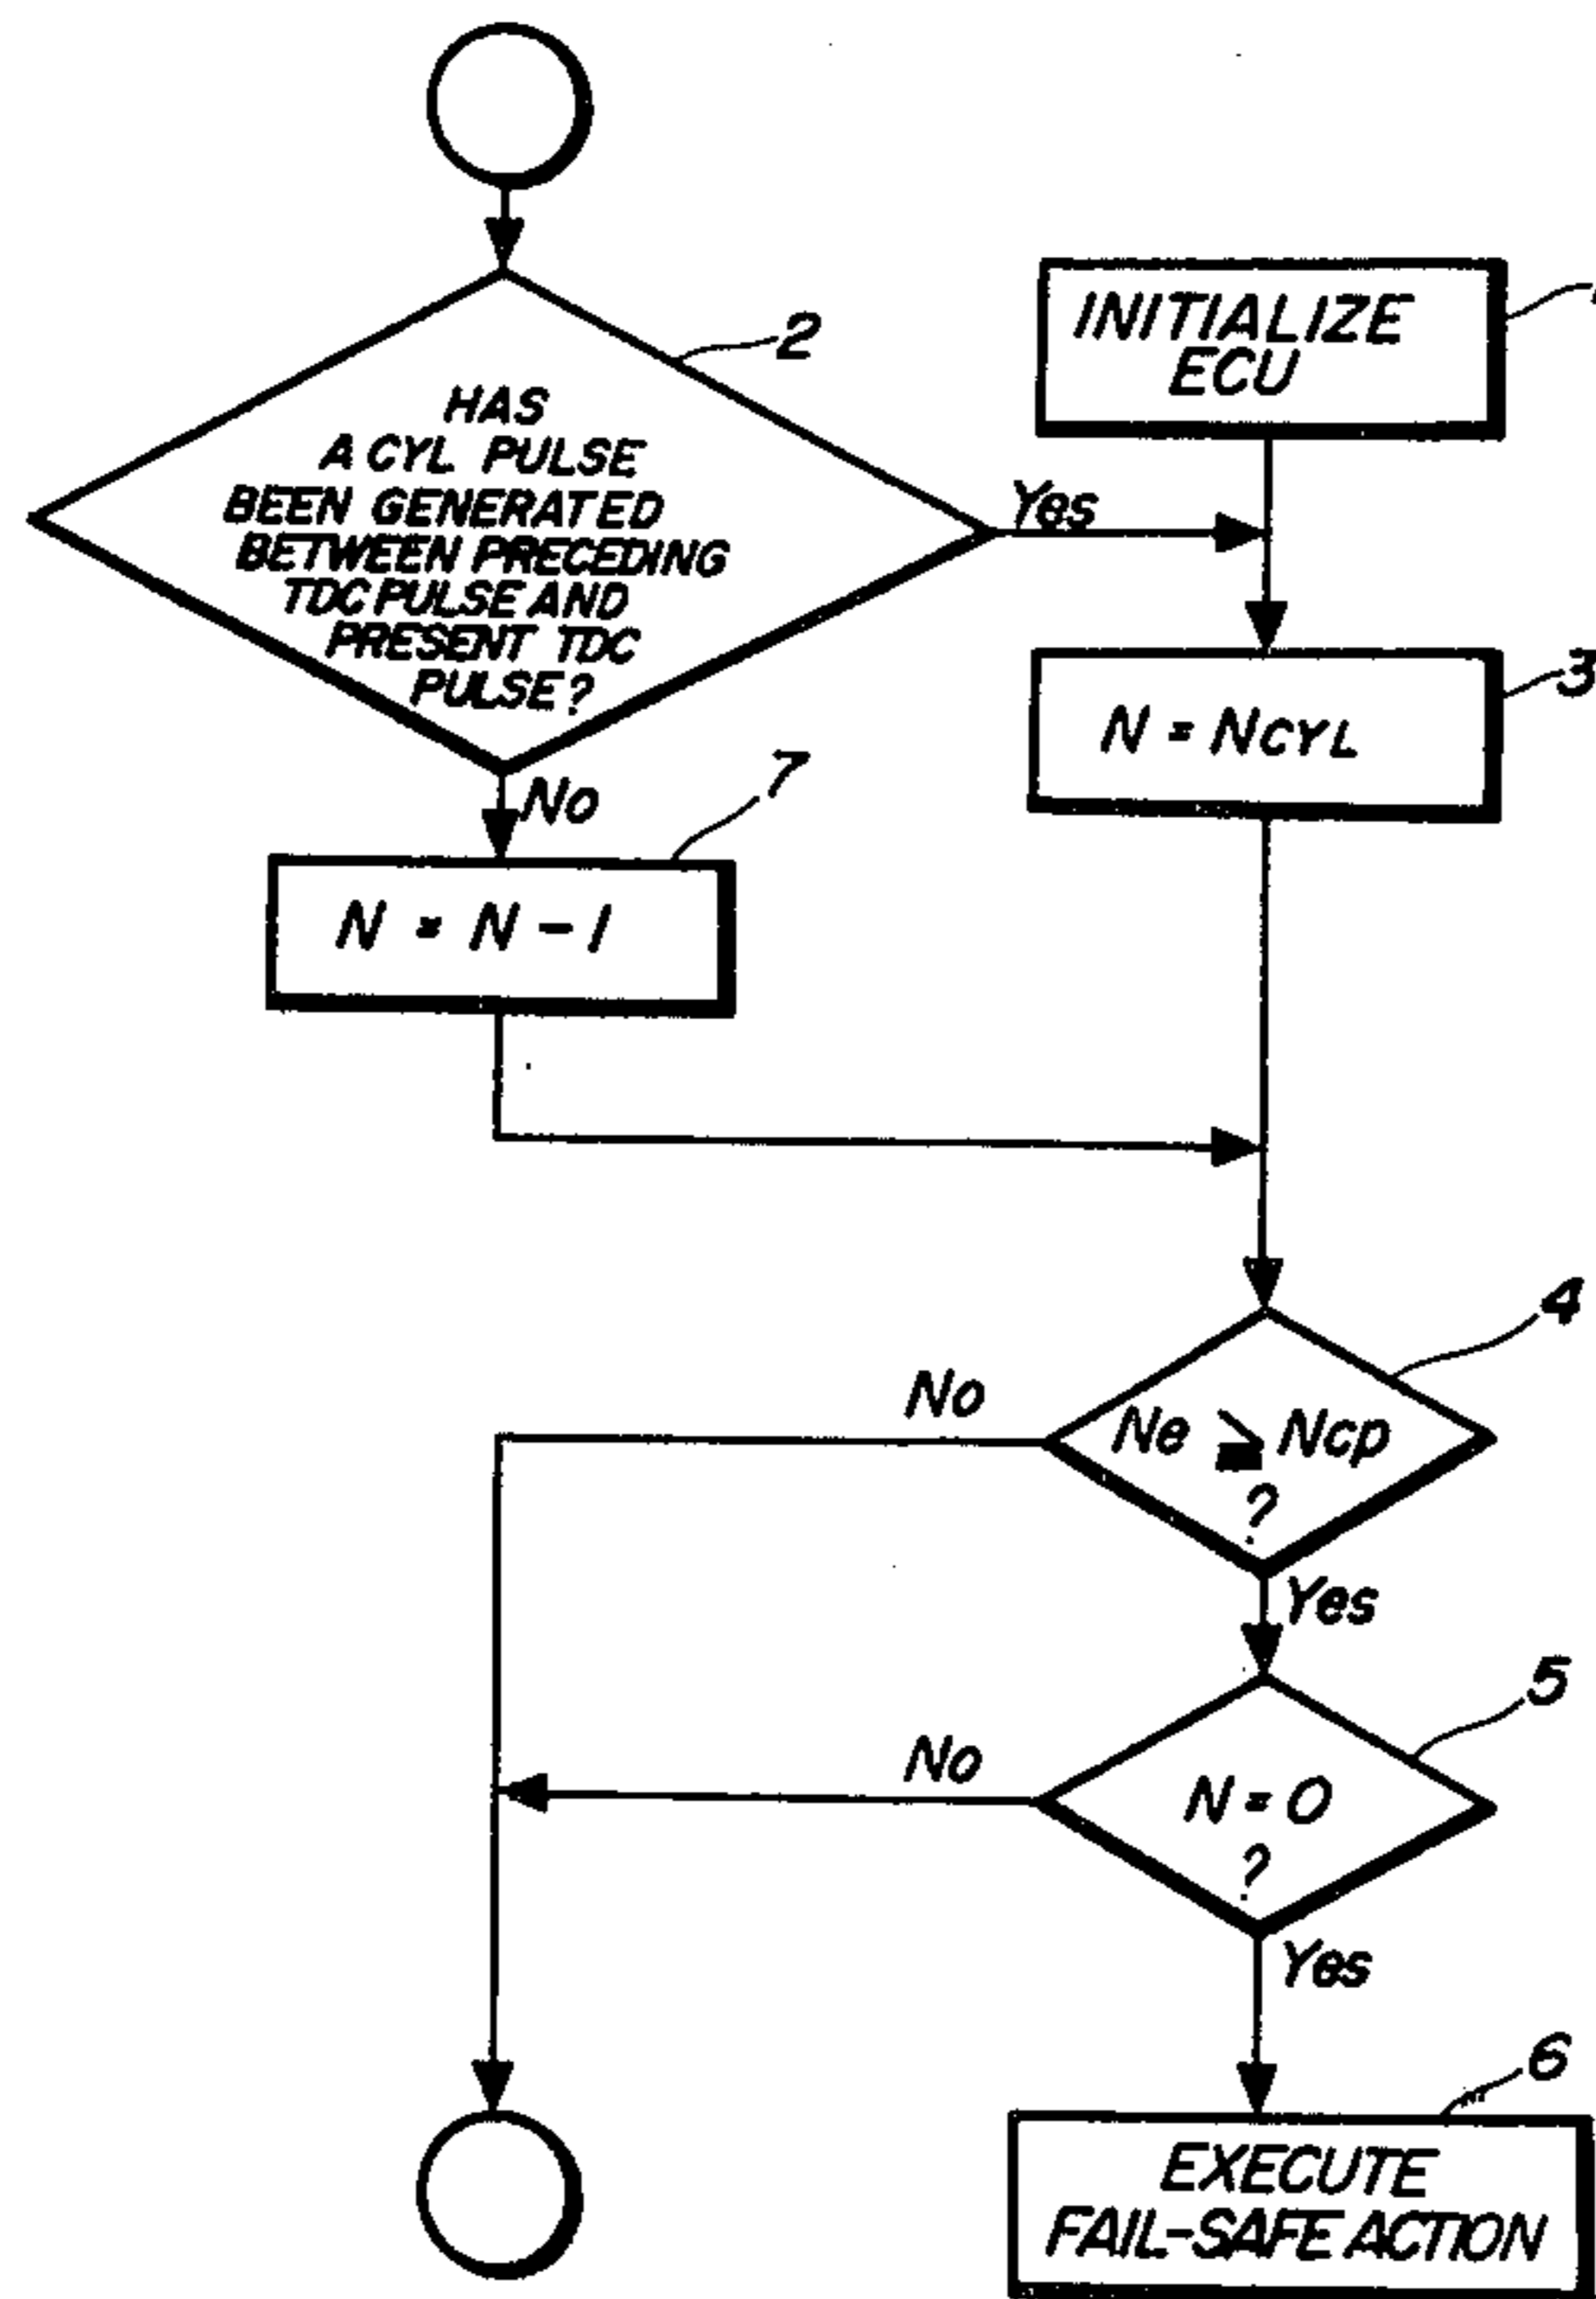 2
HAS
A CYL PULSE
BEEN GENERATED
BETWEEN PRECEDING
TDC PULSE AND
PRESENT TDC
PULSE?
Yes
No
INITIALIZE
ECU
3
N = NCYL
7
N = N - 1
4
Ne ≧ Ncp
?
No
Yes
5
N = 0
?
No
Yes
6
EXECUTE
FAIL-SAFE ACTION